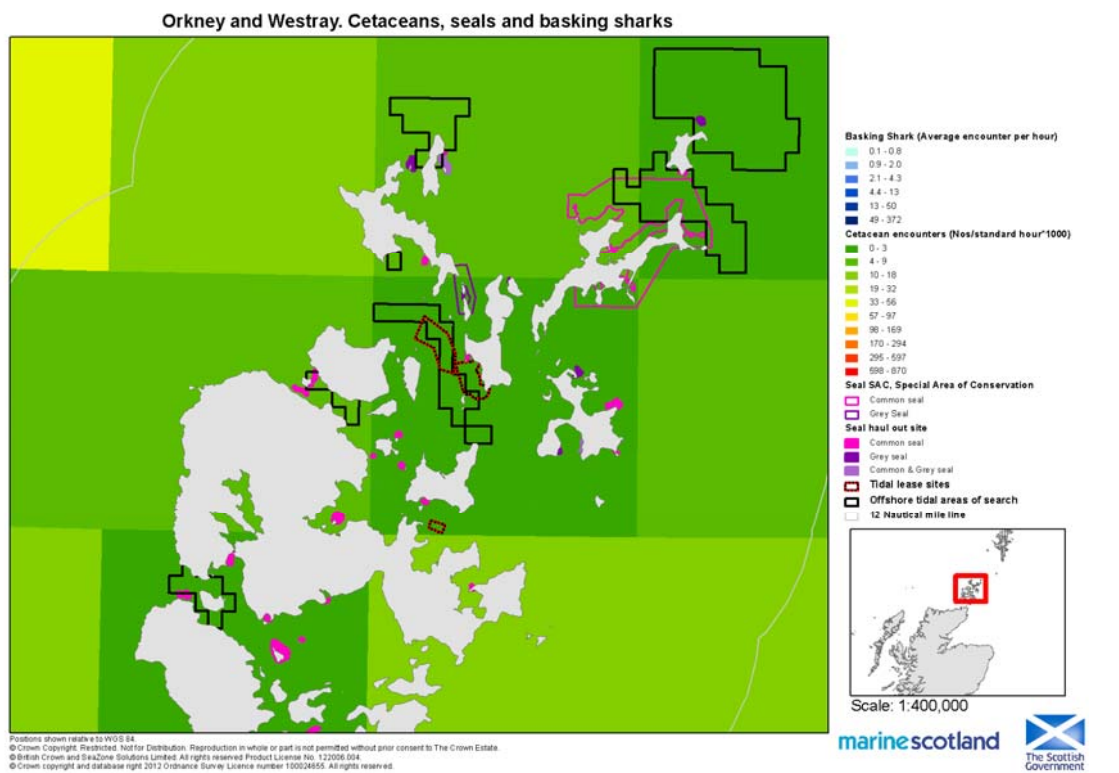 Orkney and Westray. Cetaceans, seals and basking sharks
Basking Shark (Average encounter per hour)
0.1 - 0.8
0.9 - 2.0
2.1 - 4.3
4.4 - 13
13 - 50
49 - 372
Cetacean encounters (Nos/standard hour*1000)
0 - 3
4 - 9
10 - 18
19 - 32
33 - 56
57 - 97
98 - 169
170 - 294
295 - 597
598 - 870
Seal SAC, Special Area of Conservation
Common seal
Grey Seal
Seal haul out site
Common seal
Grey seal
Common & Grey seal
Tidal lease sites
Offshore tidal areas of search
12 Nautical mile line
Scale: 1:400,000
marinescotland
The Scottish
Government
Positions shown relative to WGS 84.
© Crown Copyright. Restricted. Not for Distribution. Reproduction in whole or part is not permitted without prior consent to The Crown Estate.
© British Crown and SeaZone Solutions Limited. All rights reserved Product License No. 122006.004.
© Crown copyright and database right 2012 Ordnance Survey Licence number 100024655. All rights reserved.